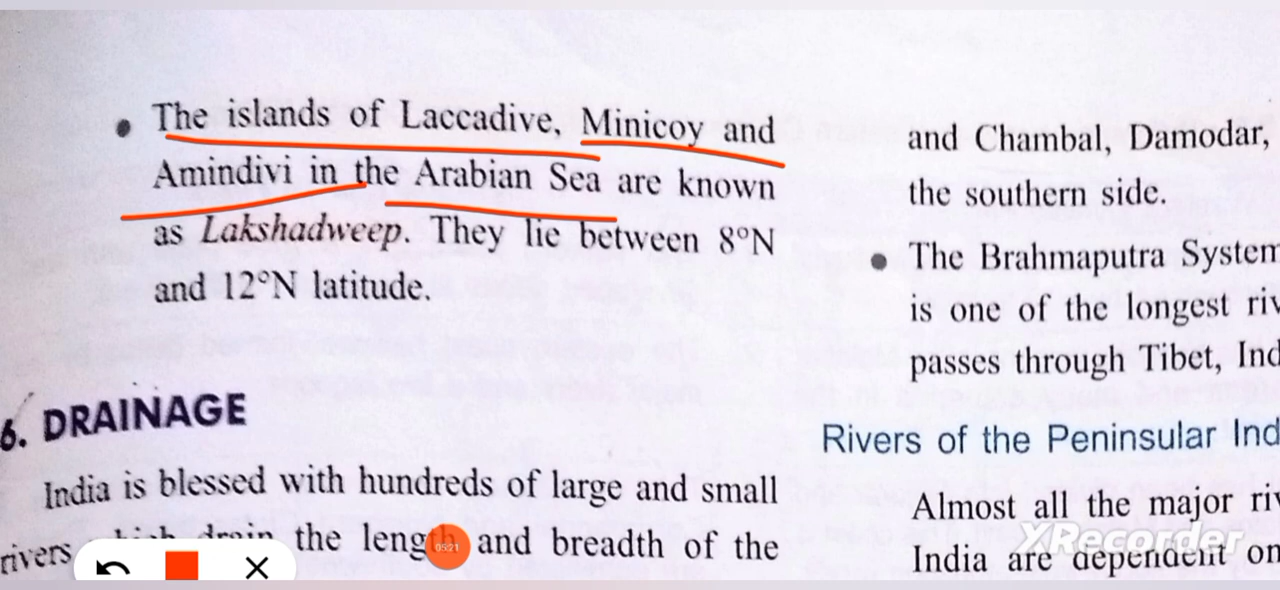 The islands of Laccadive, Minicoy and
Amindivi in the Arabian Sea are known
as Lakshadweep. They lie between 8°N
and 12°N latitude.
6. DRAINAGE
India is blessed with hundreds of large and small
rivers the length and breadth of the
05:21
and Chambal, Damodar,
the southern side.
The Brahmaputra System
is one of the longest riv
passes through Tibet, Ind
Rivers of the Peninsular Ind
Almost all the major riv
India are dependent on
XRecorder